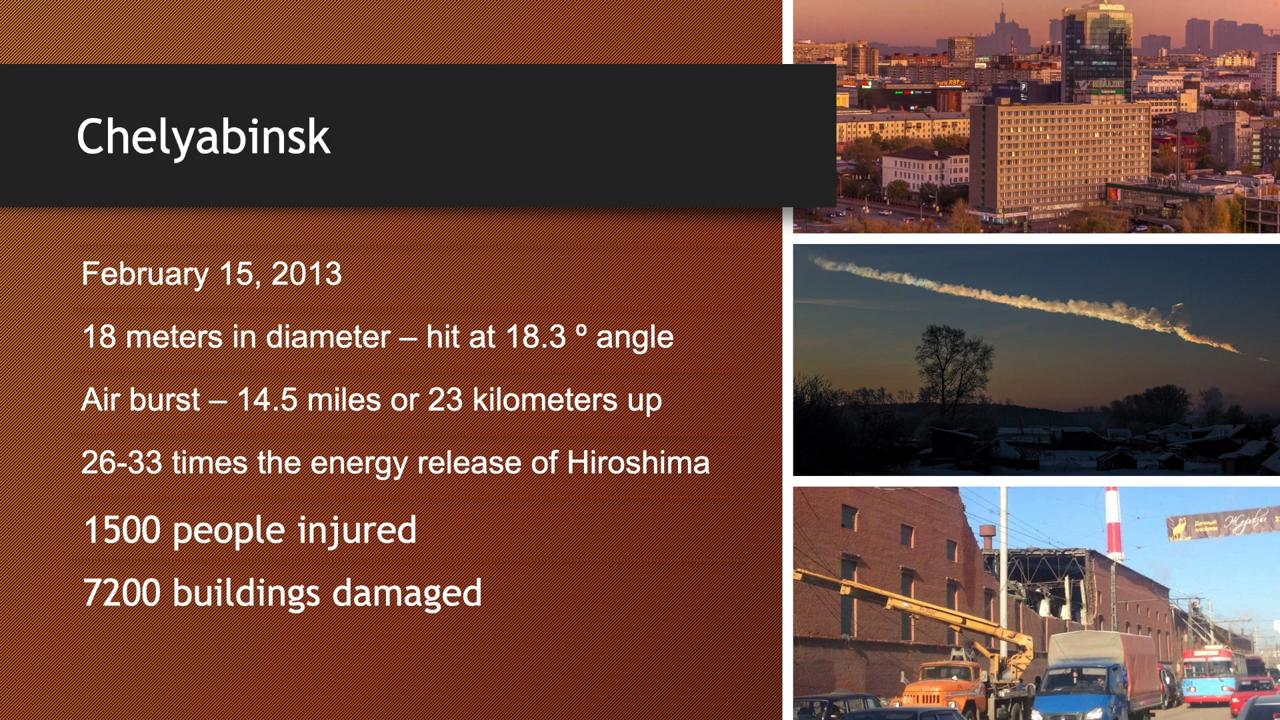 Chelyabinsk
February 15, 2013
18 meters in diameter – hit at 18.3 º angle
Air burst – 14.5 miles or 23 kilometers up
26-33 times the energy release of Hiroshima
1500 people injured
7200 buildings damaged